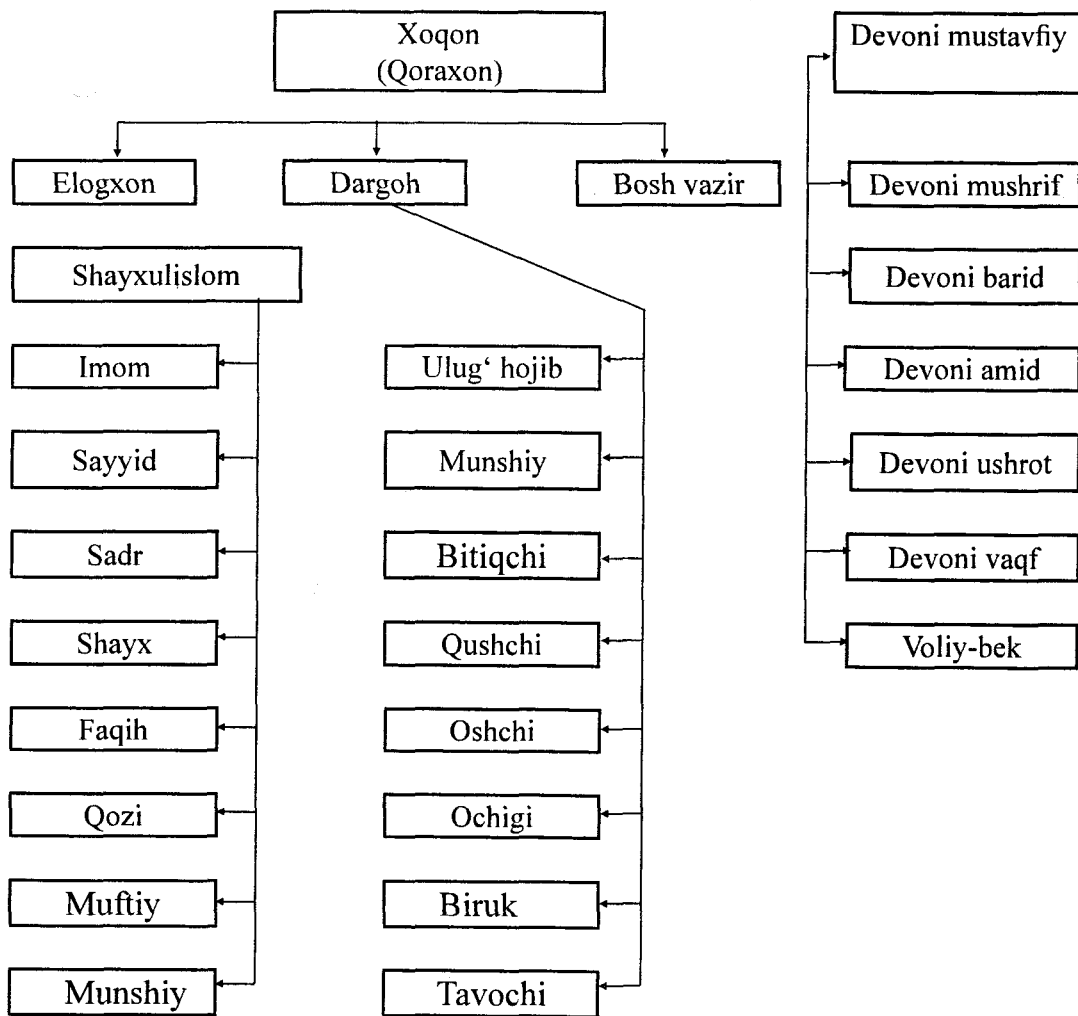 Xoqon
(Qoraxon)
Elogxon
Dargoh
Bosh vazir
Shayxulislom
Imom
Sayyid
Sadr
Shayx
Faqih
Qozi
Muftiy
Munshiy
Ulug‘ hojib
Munshiy
Bitiqchi
Qushchi
Oshchi
Ochigi
Biruk
Tavochi
Devoni mustavfiy
Devoni mushrif
Devoni barid
Devoni amid
Devoni ushrot
Devoni vaqf
Voliy-bek